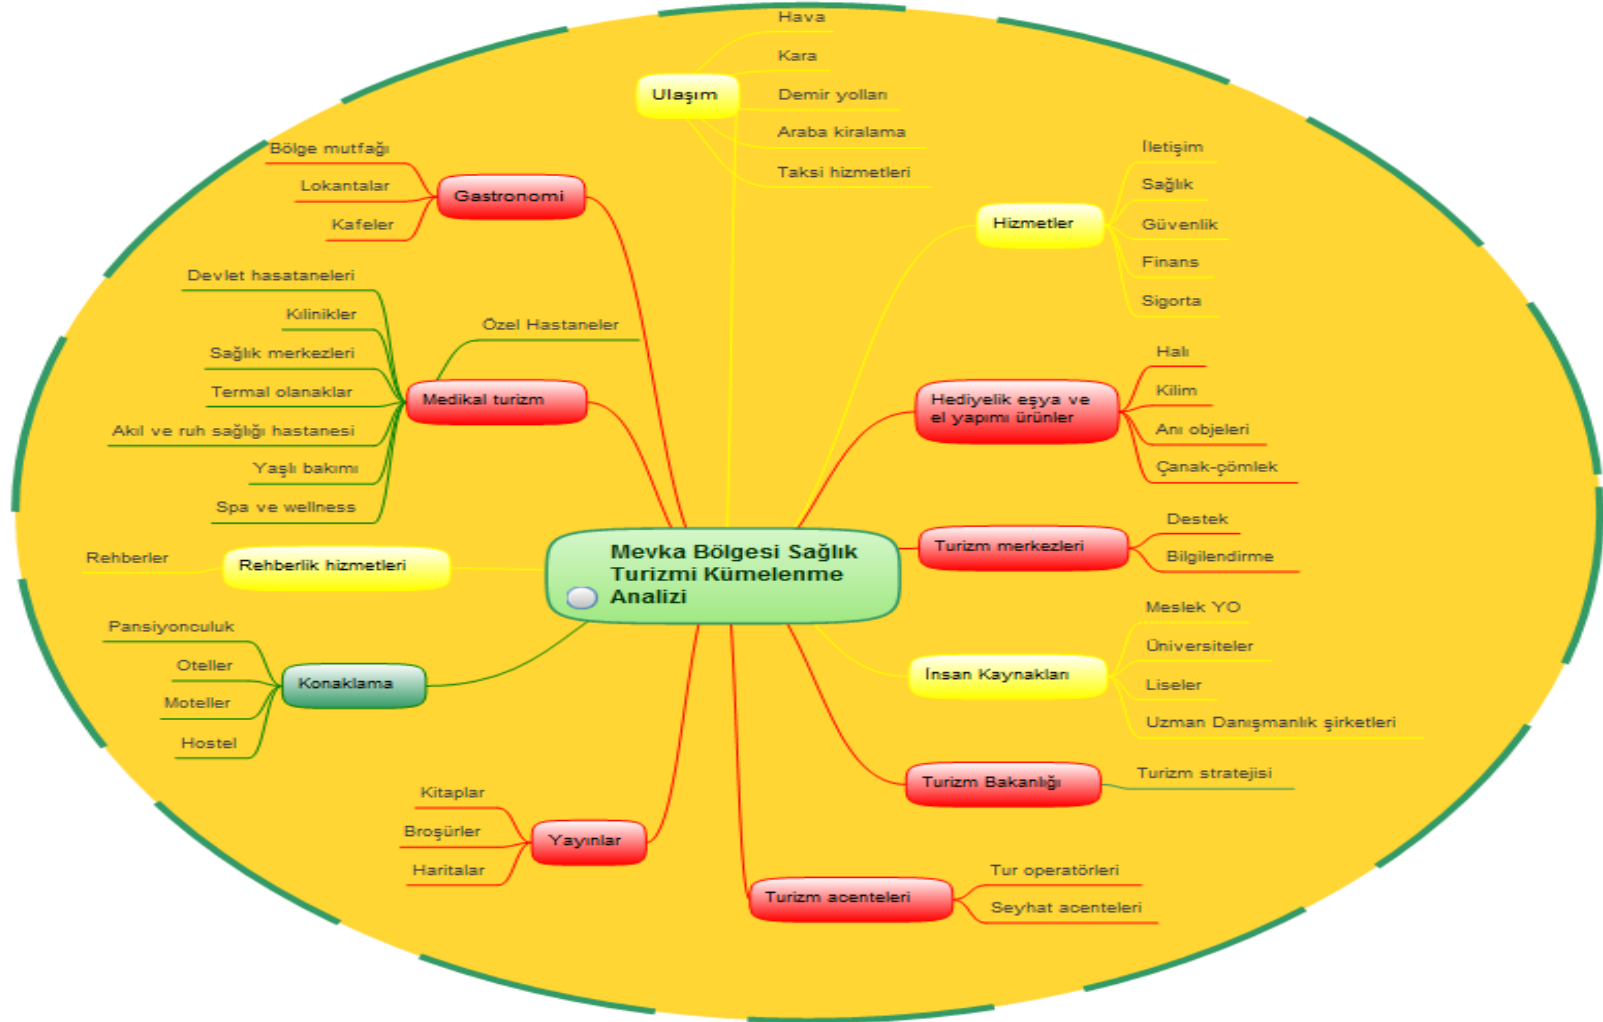 Hava
Kara
Ulaşım
Demir yolları
Araba kiralama
Taksi hizmetleri
Bölge mutfağı
Lokantalar
Gastronomi
Kafeler
İletişim
Sağlık
Hizmetler
Güvenlik
Finans
Sigorta
Devlet hasataneleri
Kılinikler
Özel Hastaneler
Sağlık merkezleri
Termal olanaklar
Medikal turizm
Akıl ve ruh sağlığı hastanesi
Yaşlı bakımı
Spa ve wellness
Halı
Kilim
Hediyelik eşya ve
el yapımı ürünler
Anı objeleri
Çanak-çömlek
Destek
Turizm merkezleri
Bilgilendirme
Mevka Bölgesi Sağlık
Turizmi Kümelenme
Analizi
Rehberler
Rehberlik hizmetleri
Pansiyonculuk
Oteller
Konaklama
Moteller
Hostel
Meslek YO
Üniversiteler
İnsan Kaynakları
Liseler
Uzman Danışmanlık şirketleri
Turizm Bakanlığı
Turizm stratejisi
Kitaplar
Broşürler
Yayınlar
Haritalar
Turizm acenteleri
Tur operatörleri
Seyhat acenteleri